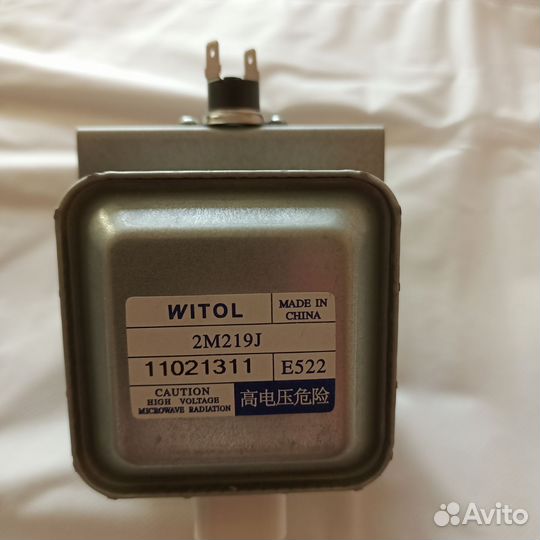 WITOL
MADE IN
CHINA
2M219J
11021311 E522
CAUTION
HIGH VOLTAGE
MICROWAVE RADIATION
高电压危险
Avito